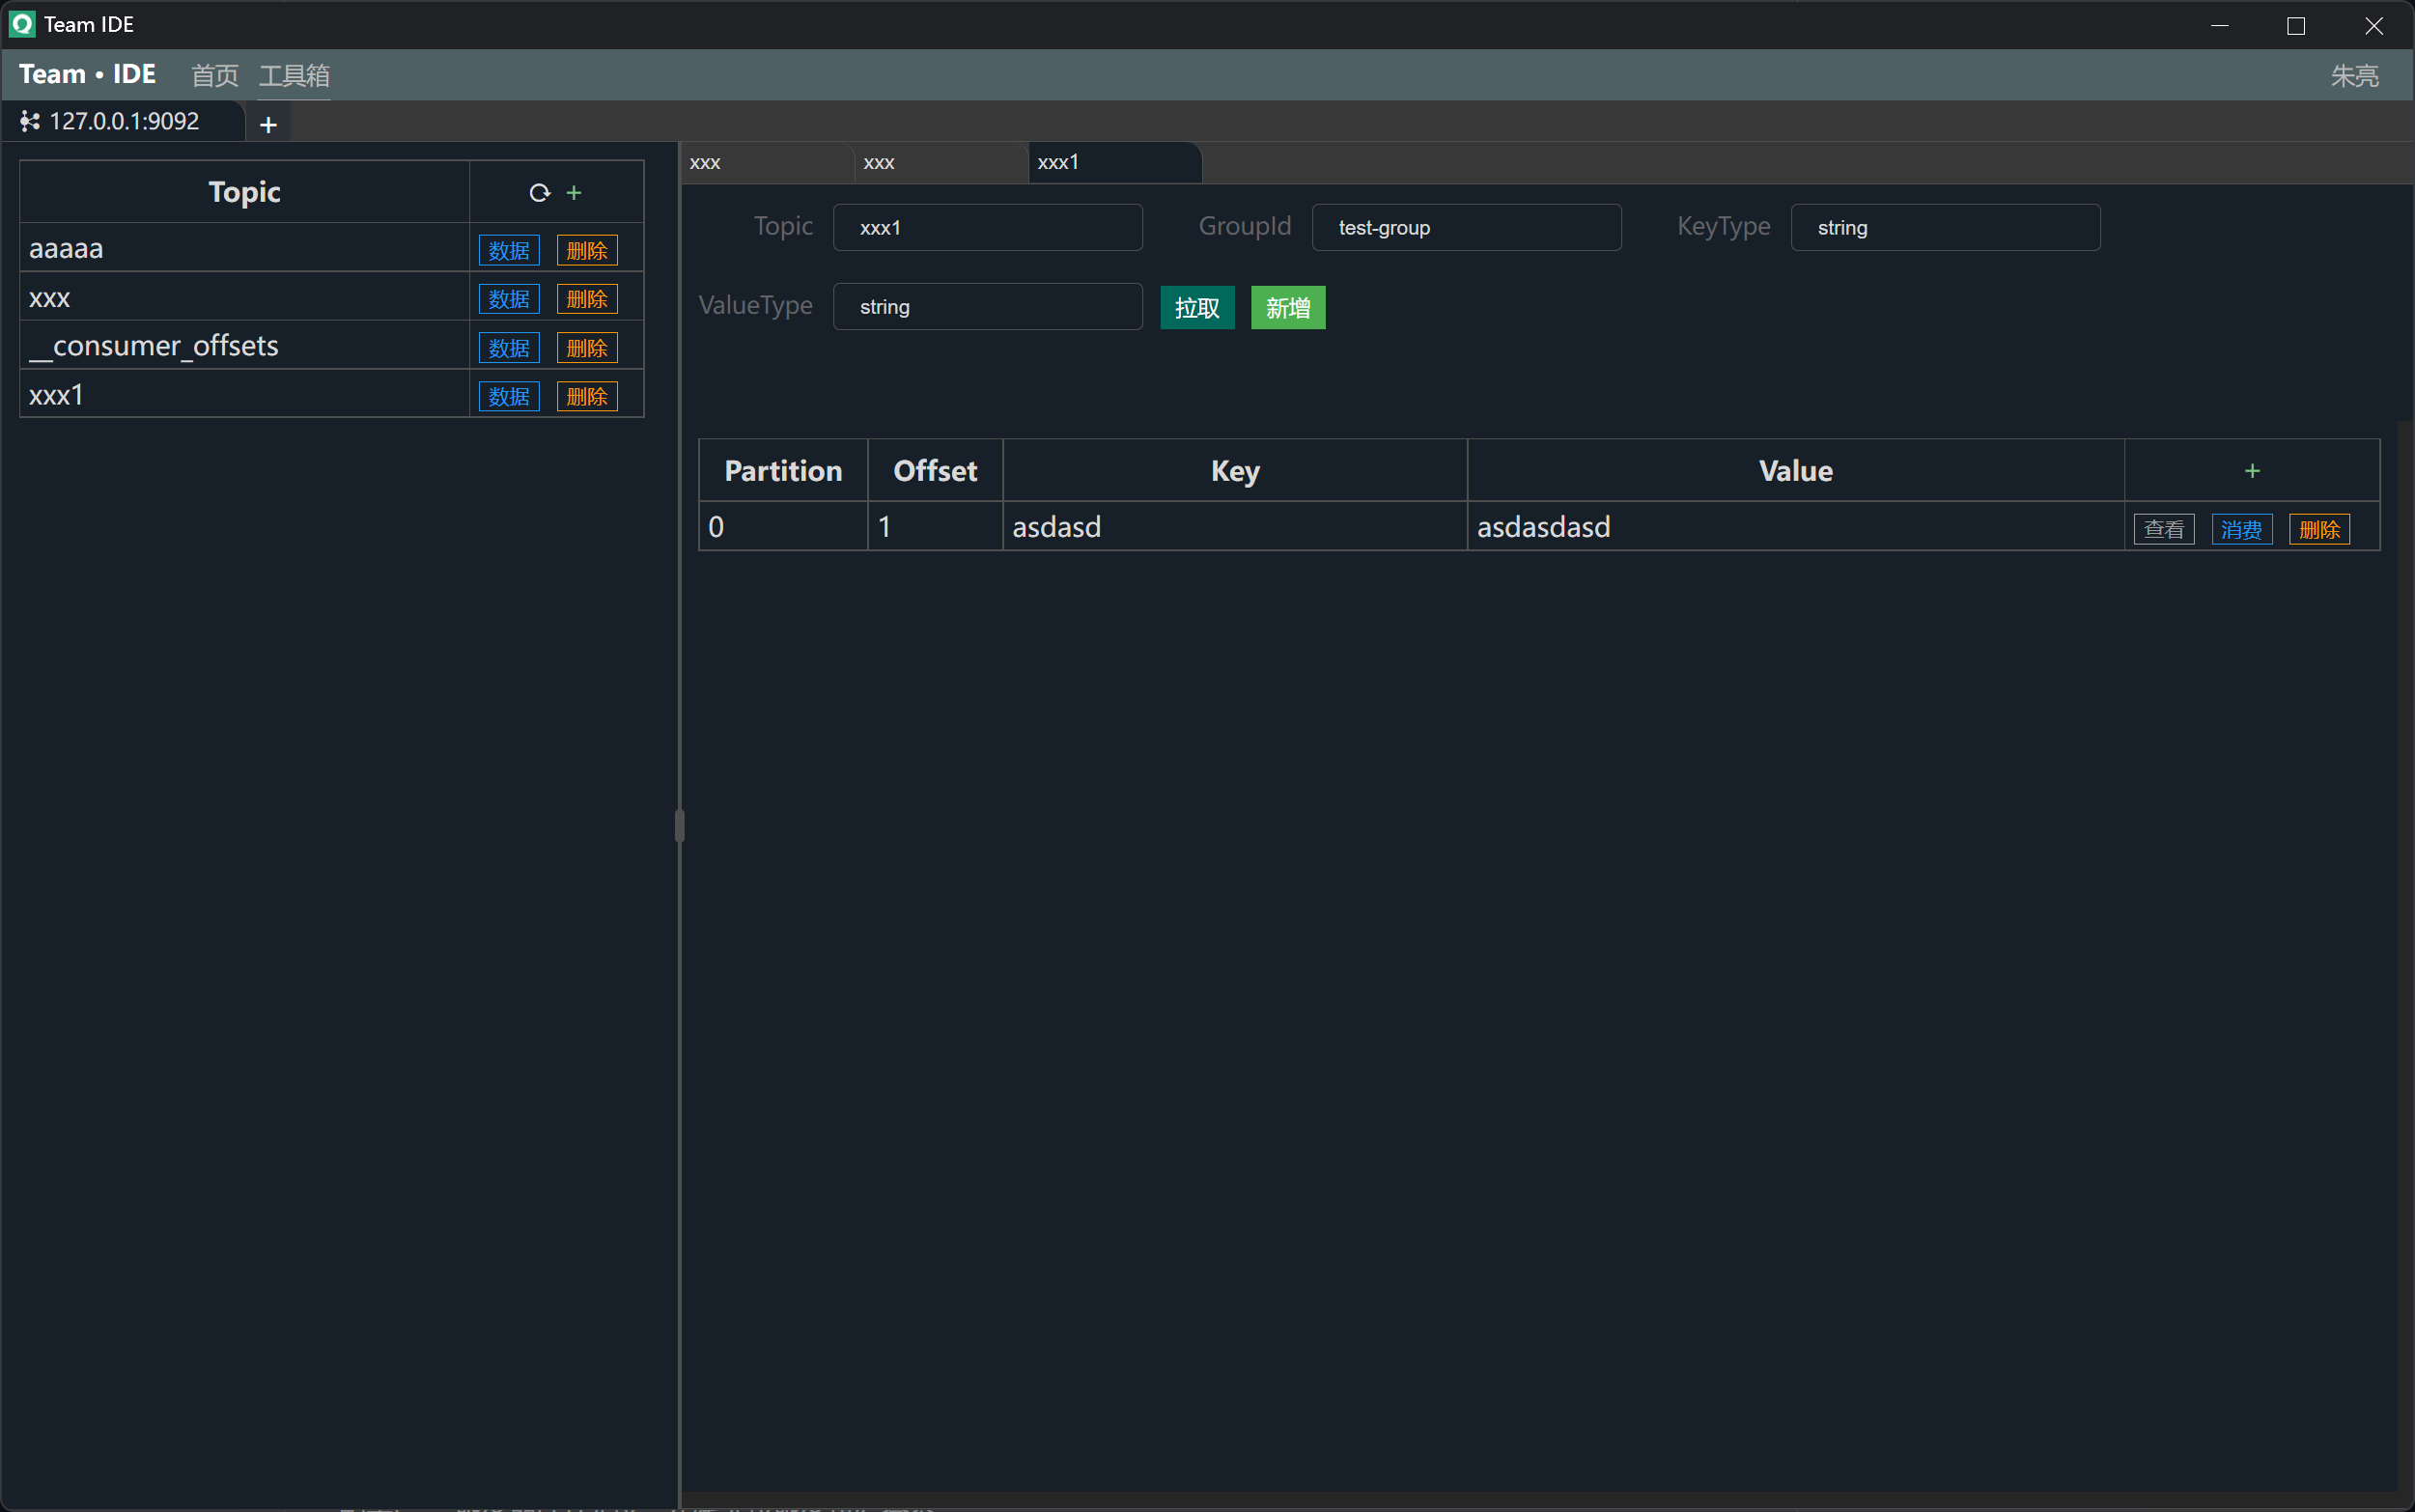 Team IDE
Team • IDE 首页 工具箱 朱亮
127.0.0.1:9092 +
Topic
aaaaa 数据 删除
xxx 数据 删除
__consumer_offsets 数据 删除
xxx1 数据 删除
xxx xxx xxx1
Topic xxx1 GroupId test-group KeyType string
ValueType string 拉取 新增
Partition Offset Key Value +
0 1 asdasd asdasdasd 查看 消费 删除